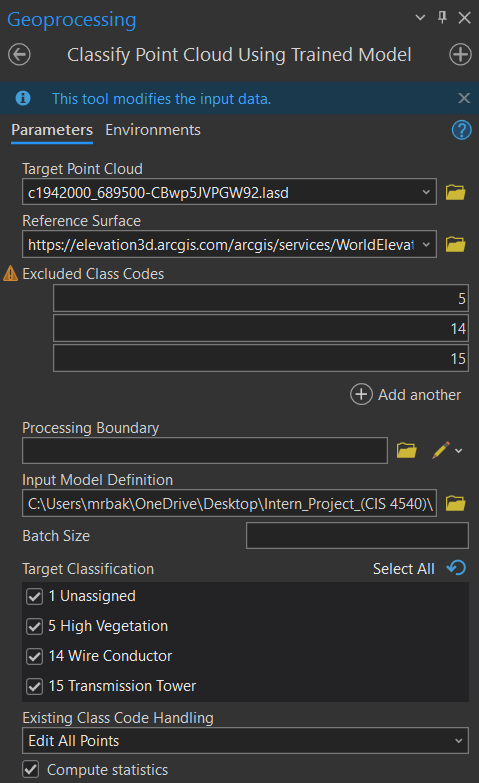 Geoprocessing
Classify Point Cloud Using Trained Model
This tool modifies the input data.
Parameters Environments
Target Point Cloud
c1942000_689500-CBwp5JVPGW92.lasd
Reference Surface
https://elevation3d.arcgis.com/arcgis/services/WorldElevat
Excluded Class Codes
5
14
15
Add another
Processing Boundary
Input Model Definition
C:\Users\mrbak\OneDrive\Desktop\Intern_Project_(CIS 4540)\
Batch Size
Target Classification Select All
1 Unassigned
5 High Vegetation
14 Wire Conductor
15 Transmission Tower
Existing Class Code Handling
Edit All Points
Compute statistics